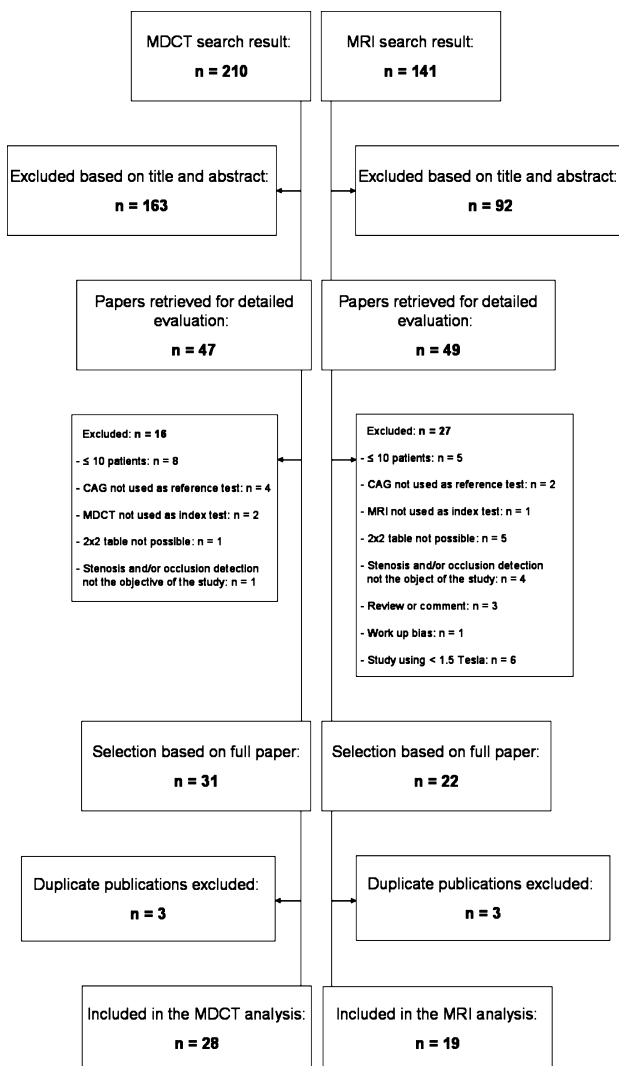 MDCT search result:
n = 210
MRI search result:
n = 141
Excluded based on title and abstract:
n = 163
Excluded based on title and abstract:
n = 92
Papers retrieved for detailed
evaluation:
n = 47
Papers retrieved for detailed
evaluation:
n = 49
Excluded: n = 16
- ≤ 10 patients: n = 8
- CAG not used as reference test: n = 4
- MDCT not used as index test: n = 2
- 2x2 table not possible: n = 1
- Stenosis and/or occlusion detection
not the objective of the study: n = 1
Excluded: n = 27
- ≤ 10 patients: n = 5
- CAG not used as reference test: n = 2
- MRI not used as index test: n = 1
- 2x2 table not possible: n = 5
- Stenosis and/or occlusion detection
not the object of the study: n = 4
- Review or comment: n = 3
- Work up bias: n = 1
- Study using < 1.5 Tesla: n = 6
Selection based on full paper:
n = 31
Selection based on full paper:
n = 22
Duplicate publications excluded:
n = 3
Duplicate publications excluded:
n = 3
Included in the MDCT analysis:
n = 28
Included in the MRI analysis:
n = 19